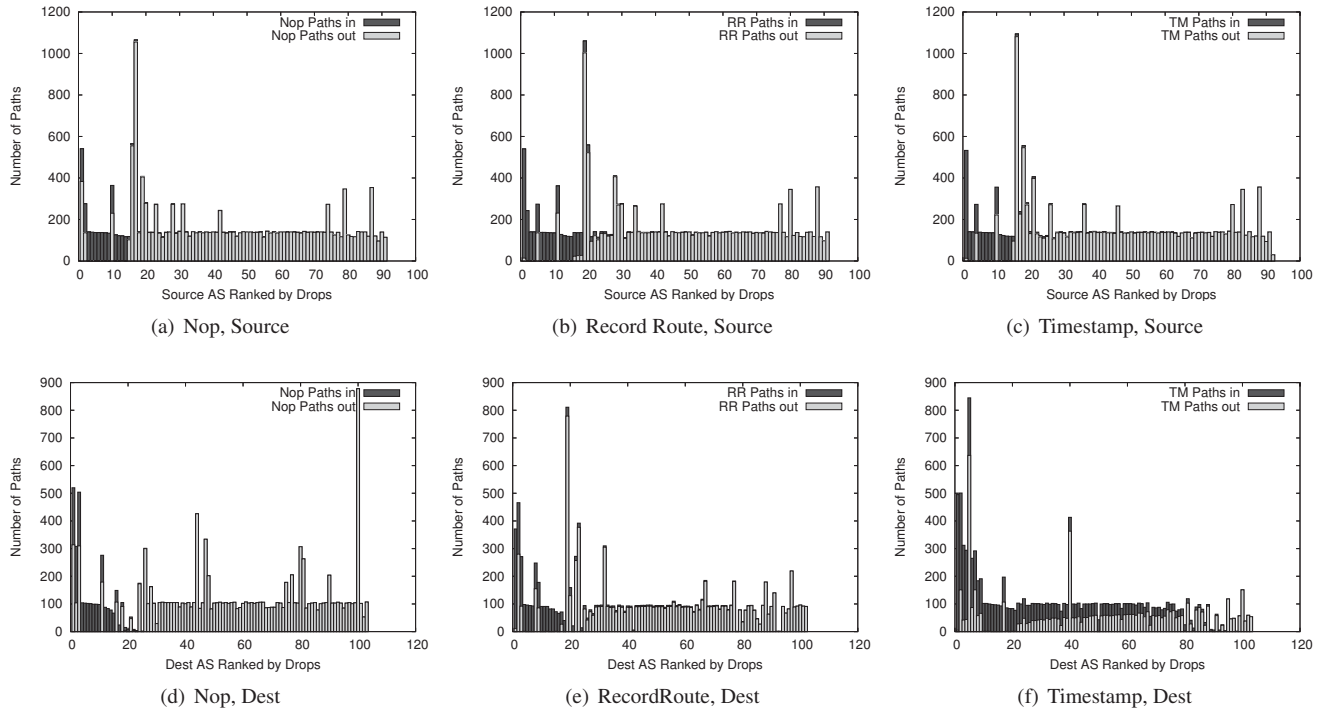 Number of Paths
1200
1000
800
600
400
200
0
0 10 20 30 40 50 60 70 80 90 100
Source AS Ranked by Drops
Nop Paths in
Nop Paths out
(a) Nop, Source
Number of Paths
1200
1000
800
600
400
200
0
0 10 20 30 40 50 60 70 80 90 100
Source AS Ranked by Drops
RR Paths in
RR Paths out
(b) Record Route, Source
Number of Paths
1200
1000
800
600
400
200
0
0 10 20 30 40 50 60 70 80 90 100
Source AS Ranked by Drops
TM Paths in
TM Paths out
(c) Timestamp, Source
Number of Paths
900
800
700
600
500
400
300
200
100
0
0 20 40 60 80 100 120
Dest AS Ranked by Drops
Nop Paths in
Nop Paths out
(d) Nop, Dest
Number of Paths
900
800
700
600
500
400
300
200
100
0
0 20 40 60 80 100 120
Dest AS Ranked by Drops
RR Paths in
RR Paths out
(e) RecordRoute, Dest
Number of Paths
900
800
700
600
500
400
300
200
100
0
0 20 40 60 80 100 120
Dest AS Ranked by Drops
TM Paths in
TM Paths out
(f) Timestamp, Dest